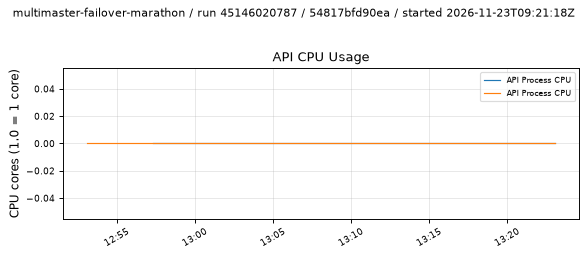 multimaster-failover-marathon / run 45146020787 / 54817bfd90ea / started 2026-11-23T09:21:18Z
API CPU Usage
CPU cores (1.0 = 1 core)
0.04
0.02
0.00
−0.02
−0.04
API Process CPU
API Process CPU
12:55
13:00
13:05
13:10
13:15
13:20